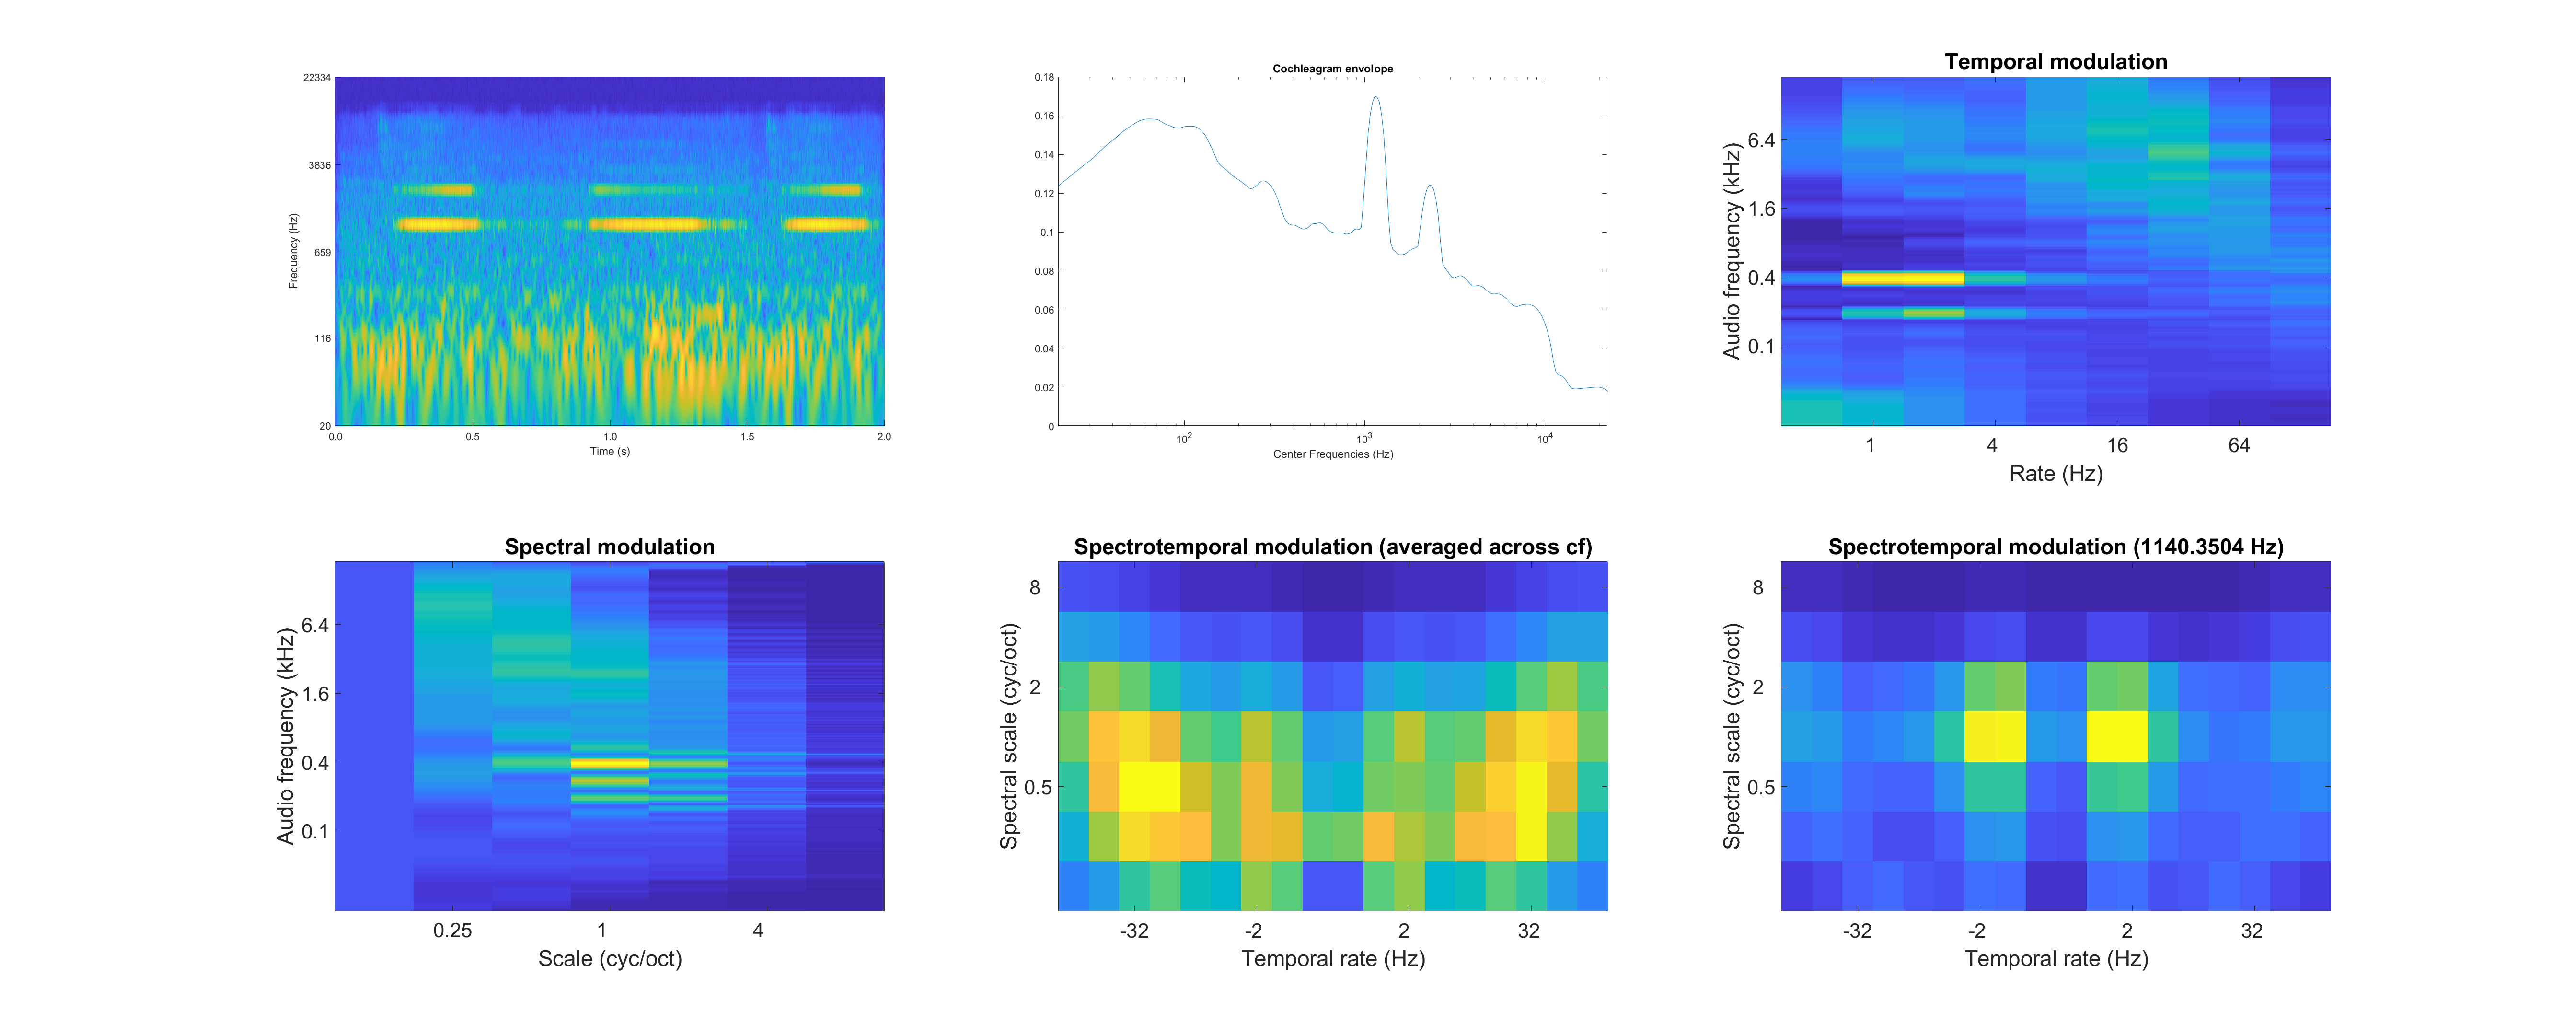 22334
3836
659
116
20
0.0 0.5 1.0 1.5 2.0
Frequency (Hz)
Time (s)
Cochleagram envolope
0.18
0.16
0.14
0.12
0.1
0.08
0.06
0.04
0.02
0
10^2 10^3 10^4
Center Frequencies (Hz)
Temporal modulation
6.4
1.6
0.4
0.1
Audio frequency (kHz)
1 4 16 64
Rate (Hz)
Spectral modulation
6.4
1.6
0.4
0.1
Audio frequency (kHz)
0.25 1 4
Scale (cyc/oct)
Spectrotemporal modulation (averaged across cf)
8
2
0.5
Spectral scale (cyc/oct)
-32 -2 2 32
Temporal rate (Hz)
Spectrotemporal modulation (1140.3504 Hz)
8
2
0.5
Spectral scale (cyc/oct)
-32 -2 2 32
Temporal rate (Hz)